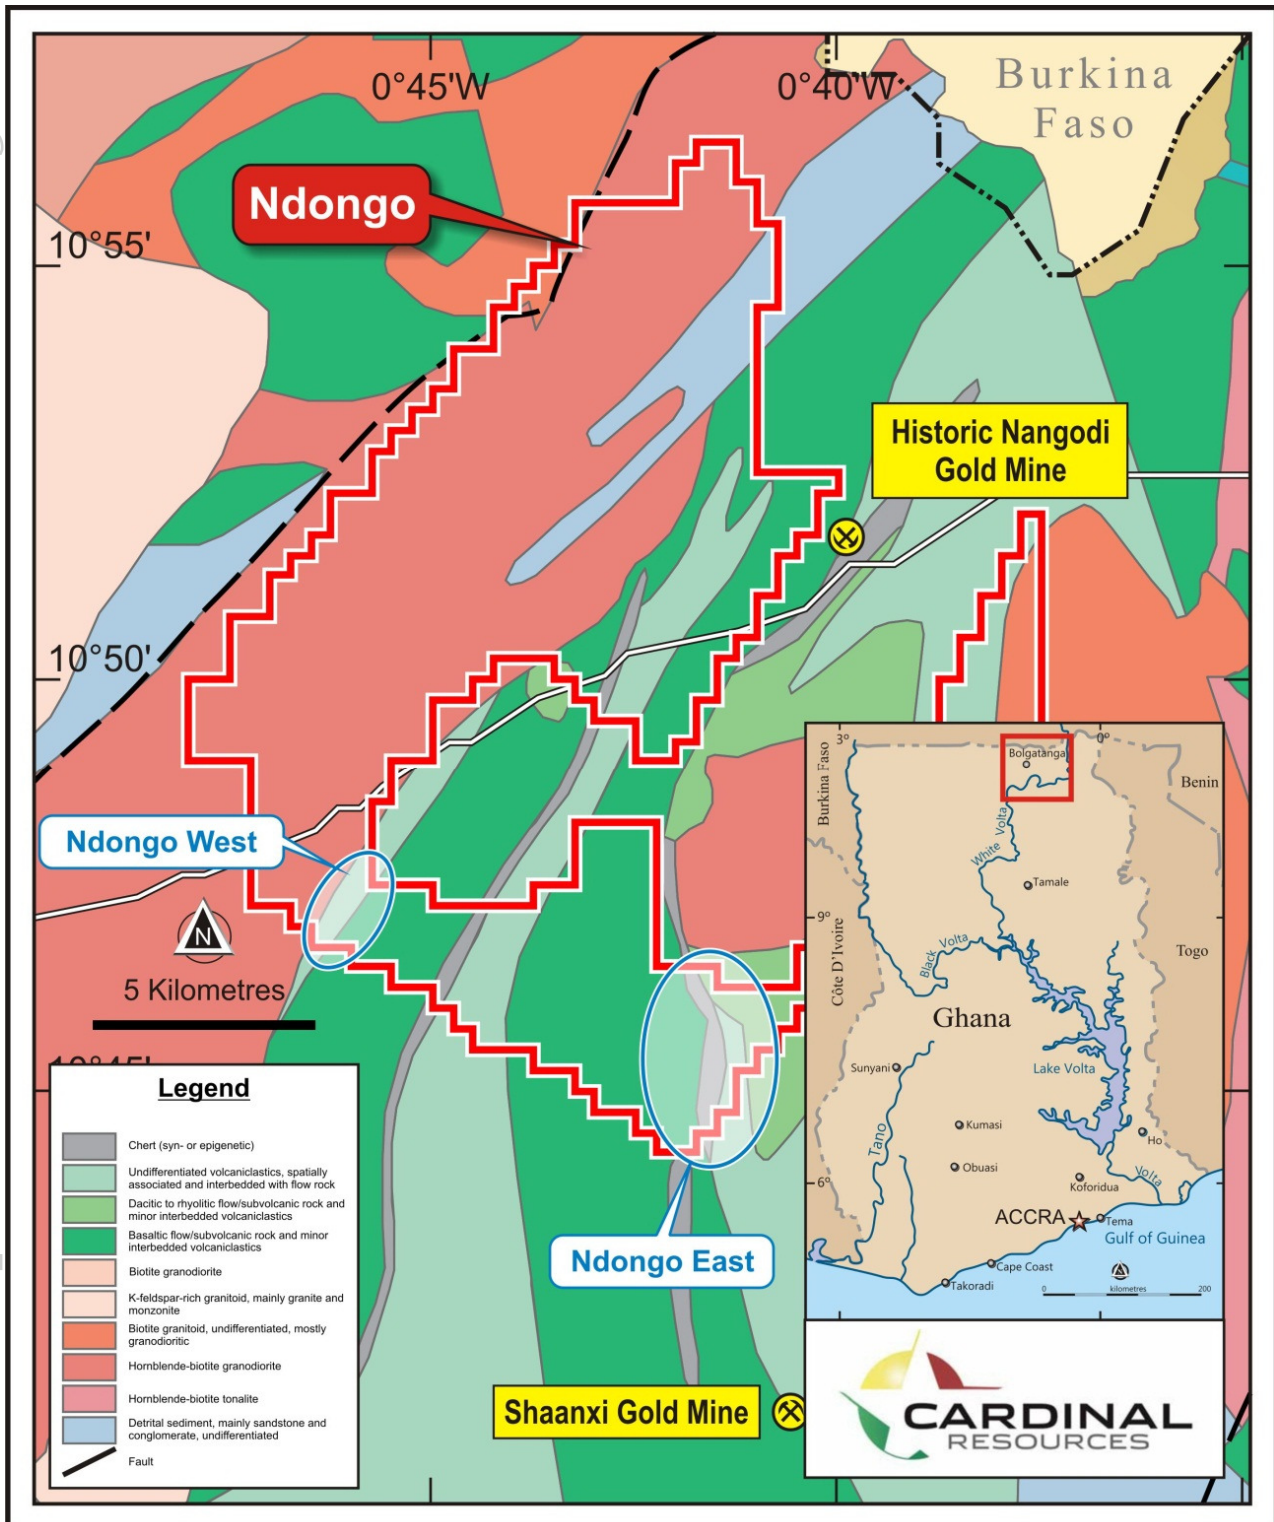 0°45'W
0°40'W
Burkina
Faso
Ndongo
10°55'
Historic Nangodi
Gold Mine
10°50'
Ndongo West
N
5 Kilometres
10°45'
Legend
Chert (syn- or epigenetic)
Undifferentiated volcaniclastics, spatially
associated and interbedded with flow rock
Dacitic to rhyolitic flow/subvolcanic rock and
minor interbedded volcaniclastics
Basaltic flow/subvolcanic rock and minor
interbedded volcaniclastics
Biotite granodiorite
K-feldspar-rich granitoid, mainly granite and
monzonite
Biotite granitoid, undifferentiated, mostly
granodioritic
Hornblende-biotite granodiorite
Hornblende-biotite tonalite
Detrital sediment, mainly sandstone and
conglomerate, undifferentiated
Fault
Ndongo East
Shaanxi Gold Mine
3°
0°
Bolgatanga
Burkina Faso
Benin
White Volta
Tamale
9°
Côte D'Ivoire
Black Volta
Togo
Ghana
Sunyani
Lake Volta
Kumasi
Tano
Ho
Obuasi
Koforidua
Volta
6°
ACCRA
Tema
Gulf of Guinea
Cape Coast
Takoradi
0 kilometres 200
CARDINAL
RESOURCES